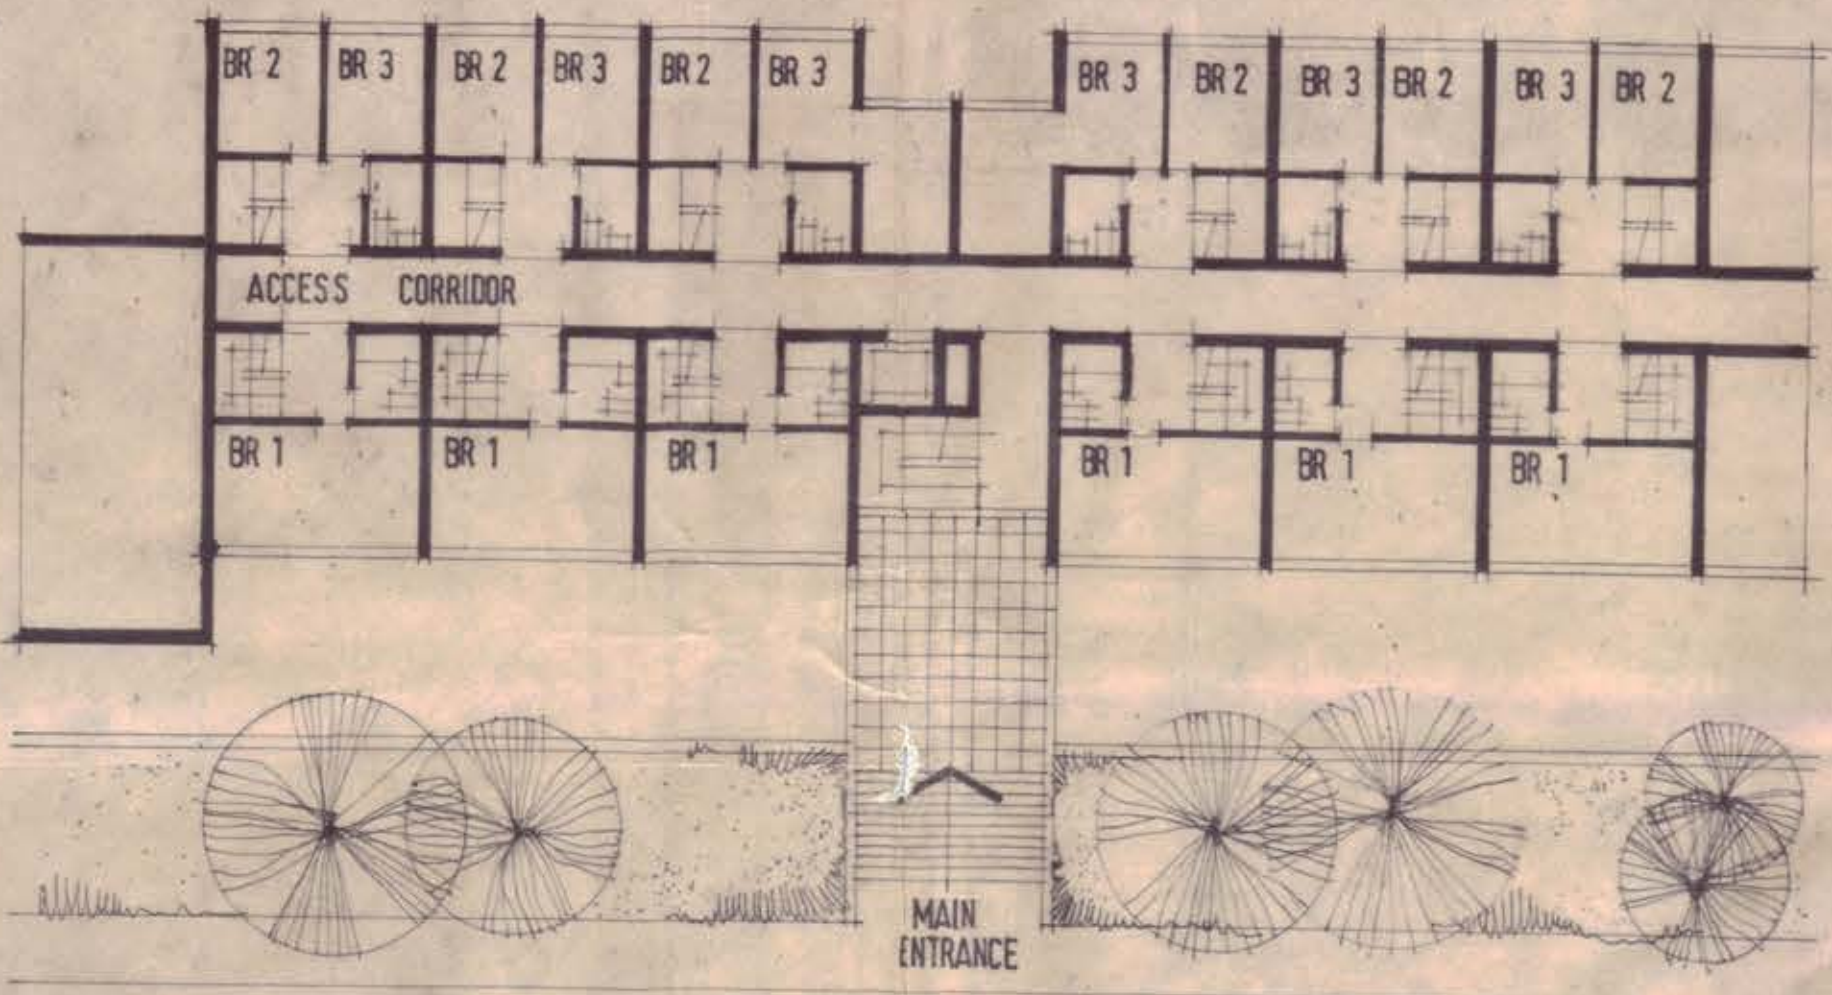 BR 2 BR 3 BR 2 BR 3 BR 2 BR 3 BR 3 BR 2 BR 3 BR 2 BR 3 BR 2
ACCESS CORRIDOR
BR 1 BR 1 BR 1 BR 1 BR 1 BR 1
MAIN
ENTRANCE